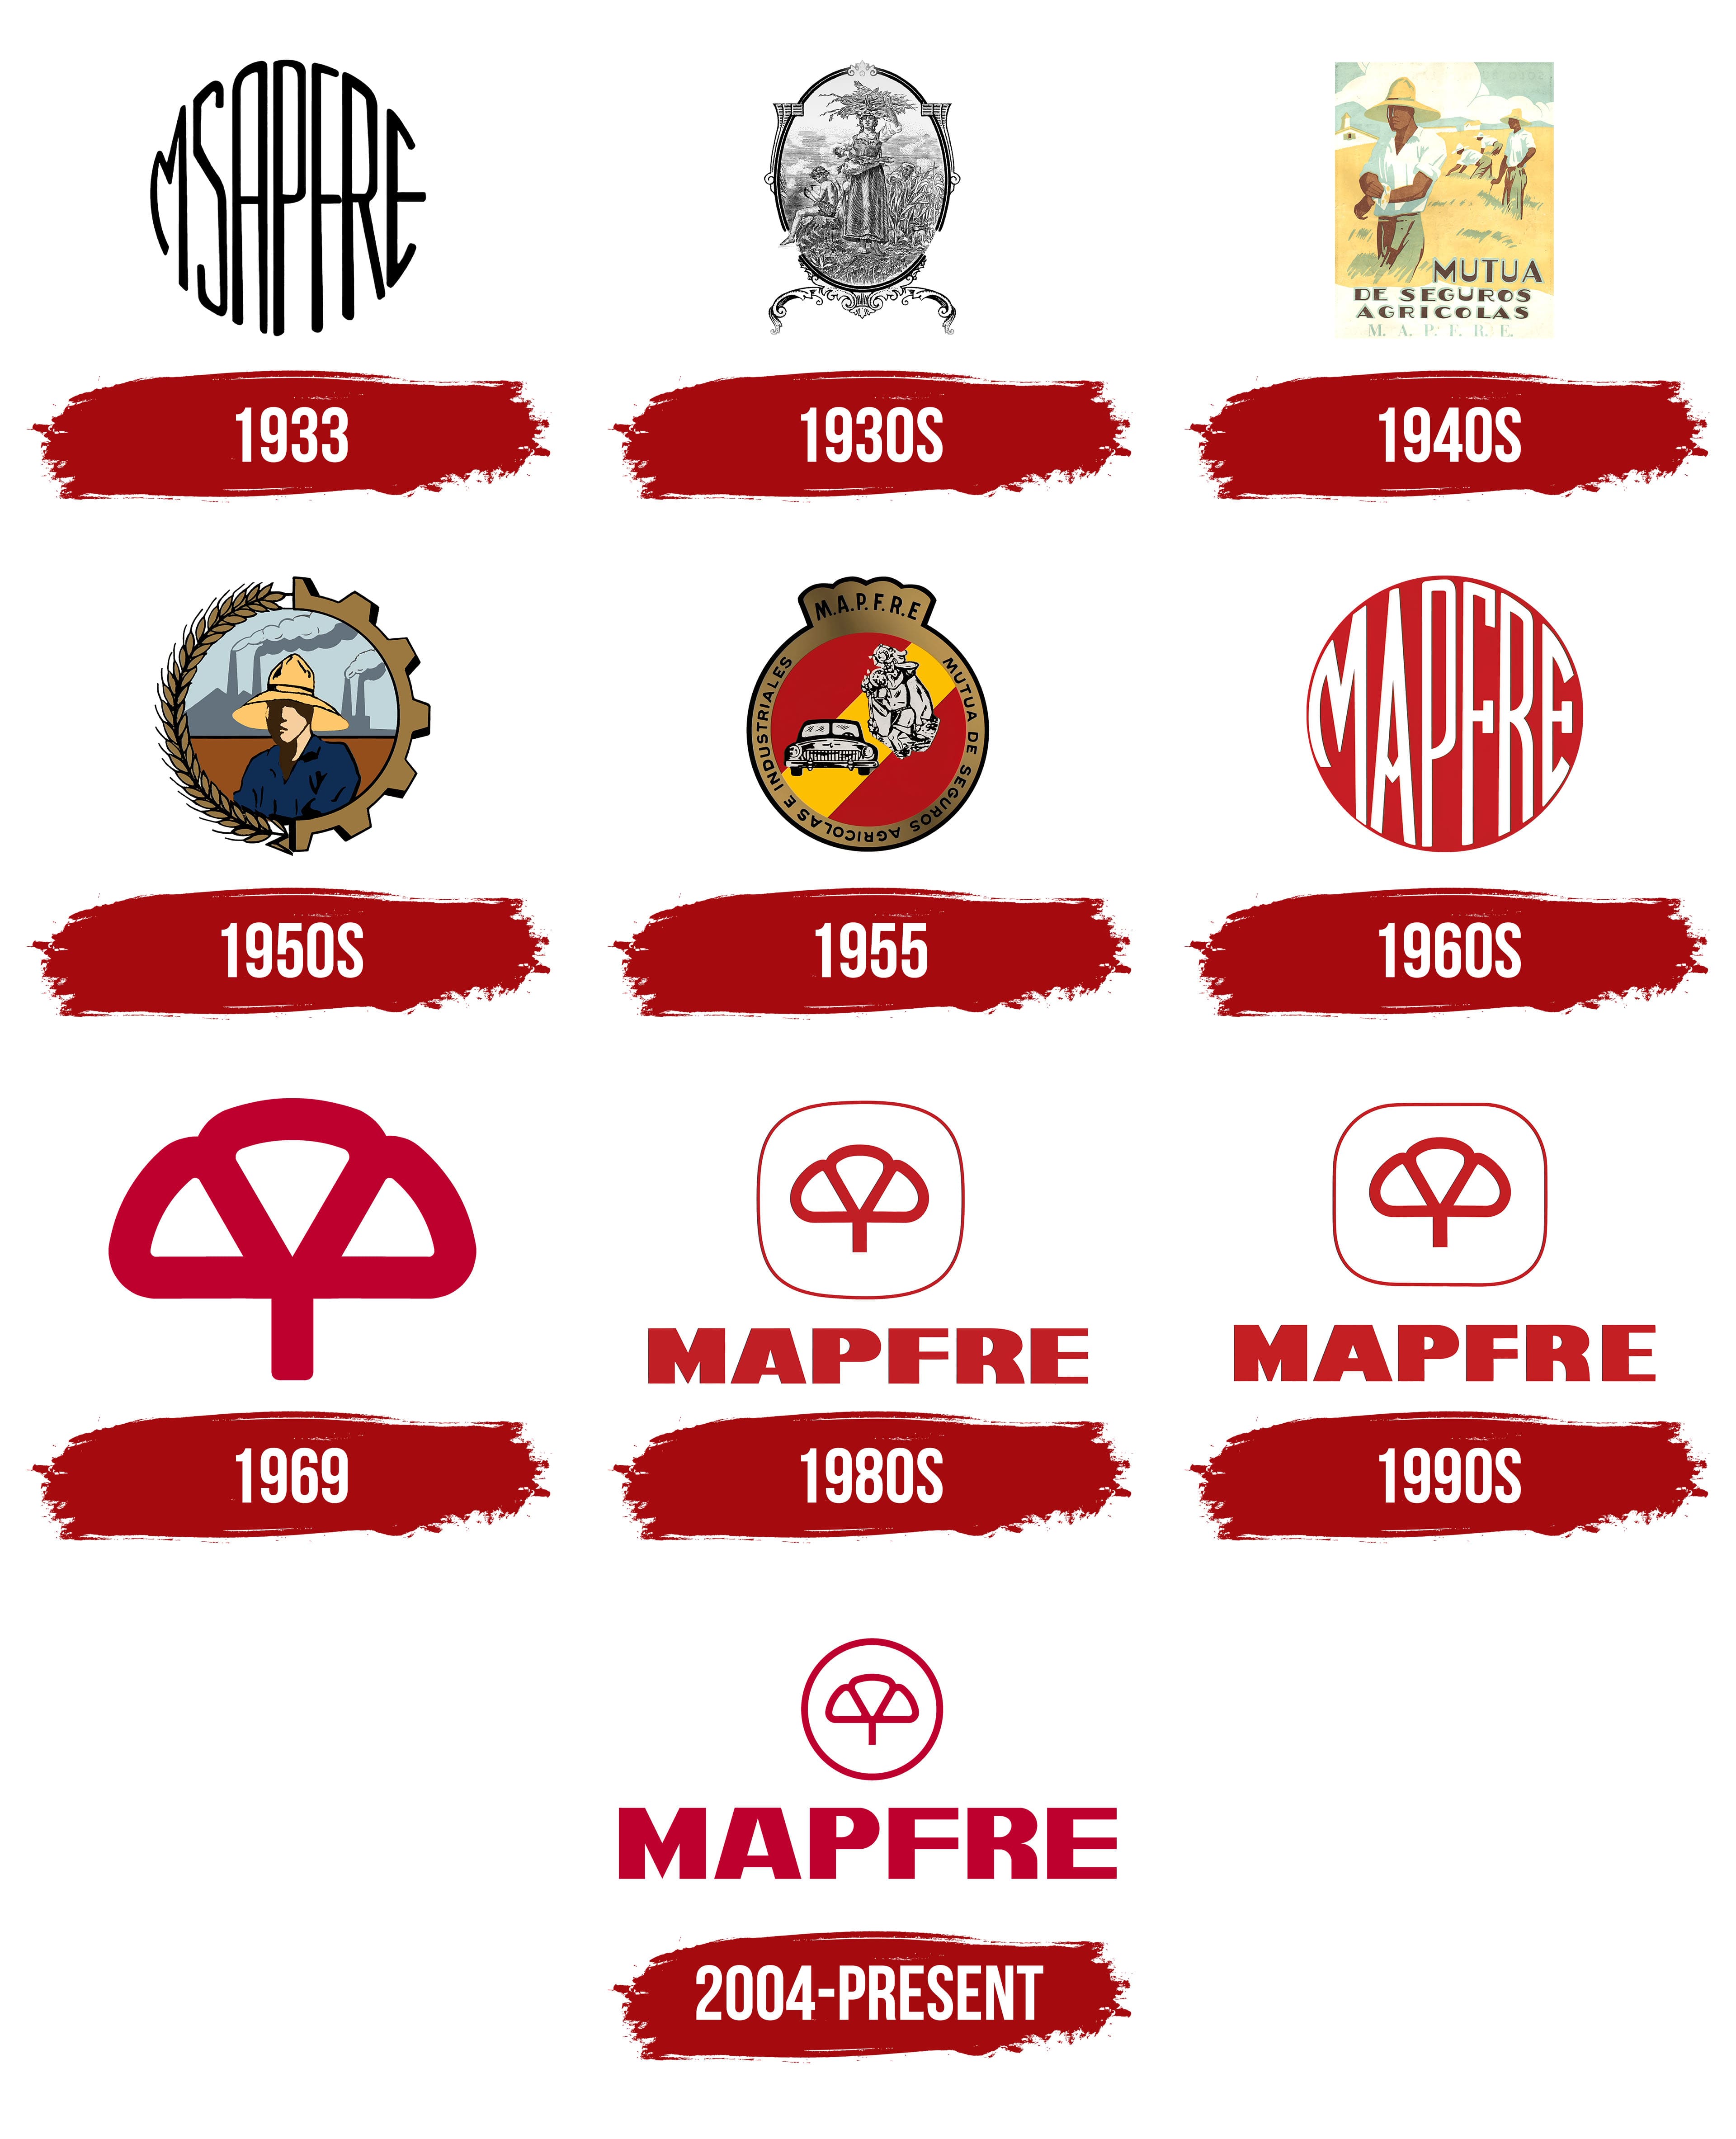 MSAPFRE
1933
1930S
MUTUA
DE SEGUROS
AGRICOLAS
M. A. P. F. R. E.
1940S
1950S
M.A.P.F.R.E
MUTUA DE SEGUROS AGRICOLAS E INDUSTRIALES
1955
MAPFRE
1960S
1969
MAPFRE
1980S
MAPFRE
1990S
MAPFRE
2004-PRESENT